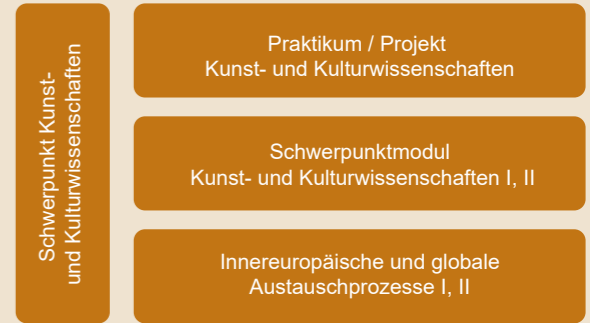 Schwerpunkt Kunst-
und Kulturwissenschaften
Praktikum / Projekt
Kunst- und Kulturwissenschaften
Schwerpunktmodul
Kunst- und Kulturwissenschaften I, II
Innereuropäische und globale
Austauschprozesse I, II